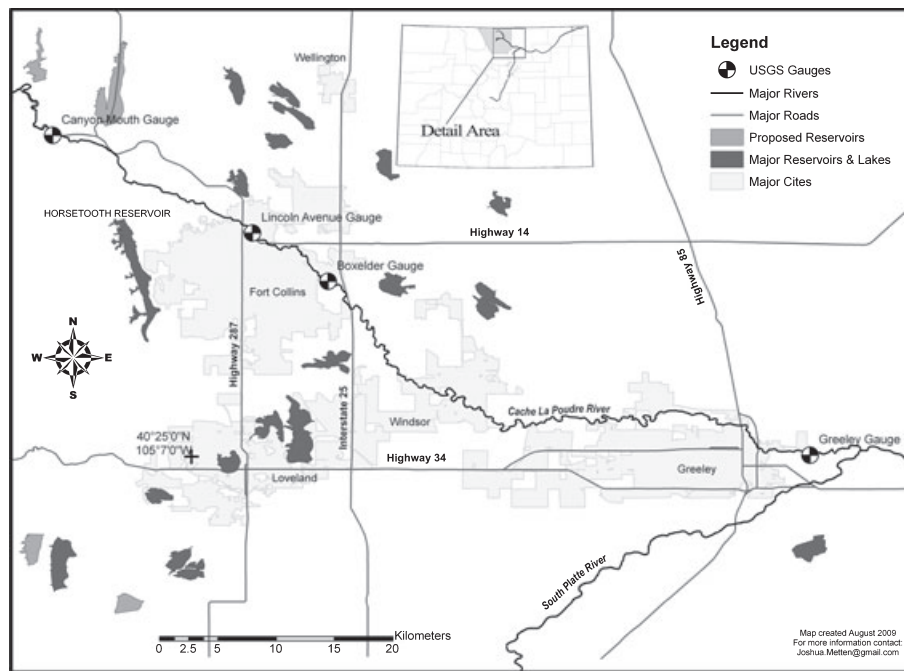 Wellington
Detail Area
Legend
USGS Gauges
Major Rivers
Major Roads
Proposed Reservoirs
Major Reservoirs & Lakes
Major Cites
Canyon Mouth Gauge
HORSETOOTH RESERVOIR
Lincoln Avenue Gauge
Highway 14
Boxelder Gauge
Fort Collins
Highway 85
N
W E
S
Highway 287
Interstate 25
Windsor
Cache La Poudre River
40°25'0"N
105°7'0"W
Highway 34
Greeley Gauge
Greeley
Loveland
South Platte River
Kilometers
0 2.5 5 10 15 20
Map created August 2009
For more information contact:
Joshua.Metten@gmail.com